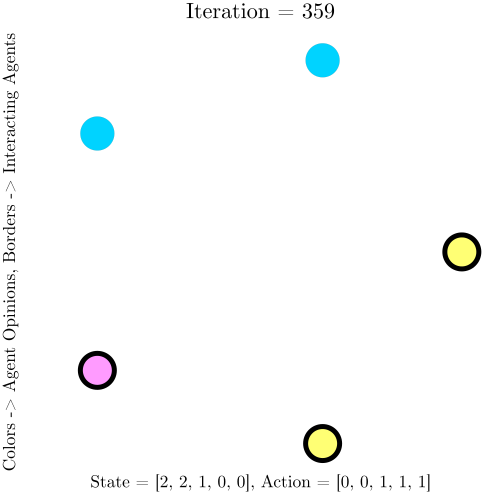 Iteration = 359
Colors -> Agent Opinions, Borders -> Interacting Agents
State = [2, 2, 1, 0, 0], Action = [0, 0, 1, 1, 1]